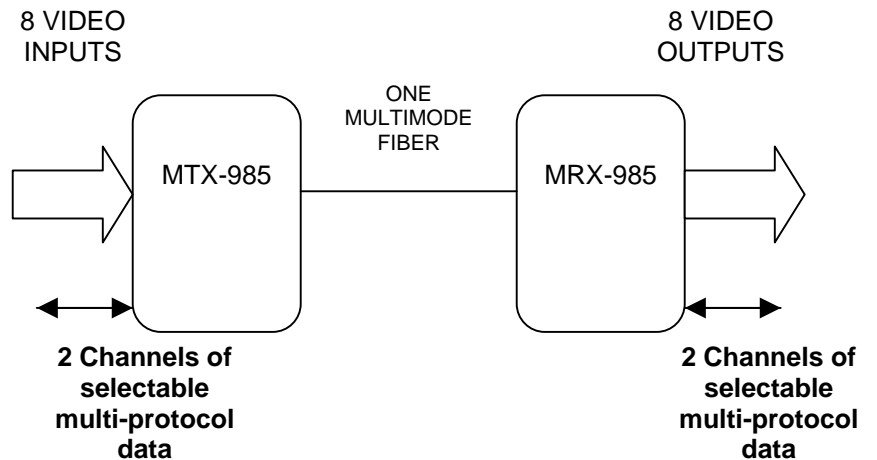 8 VIDEO
INPUTS
8 VIDEO
OUTPUTS
ONE
MULTIMODE
FIBER
MTX-985
MRX-985
2 Channels of
selectable
multi-protocol
data
2 Channels of
selectable
multi-protocol
data